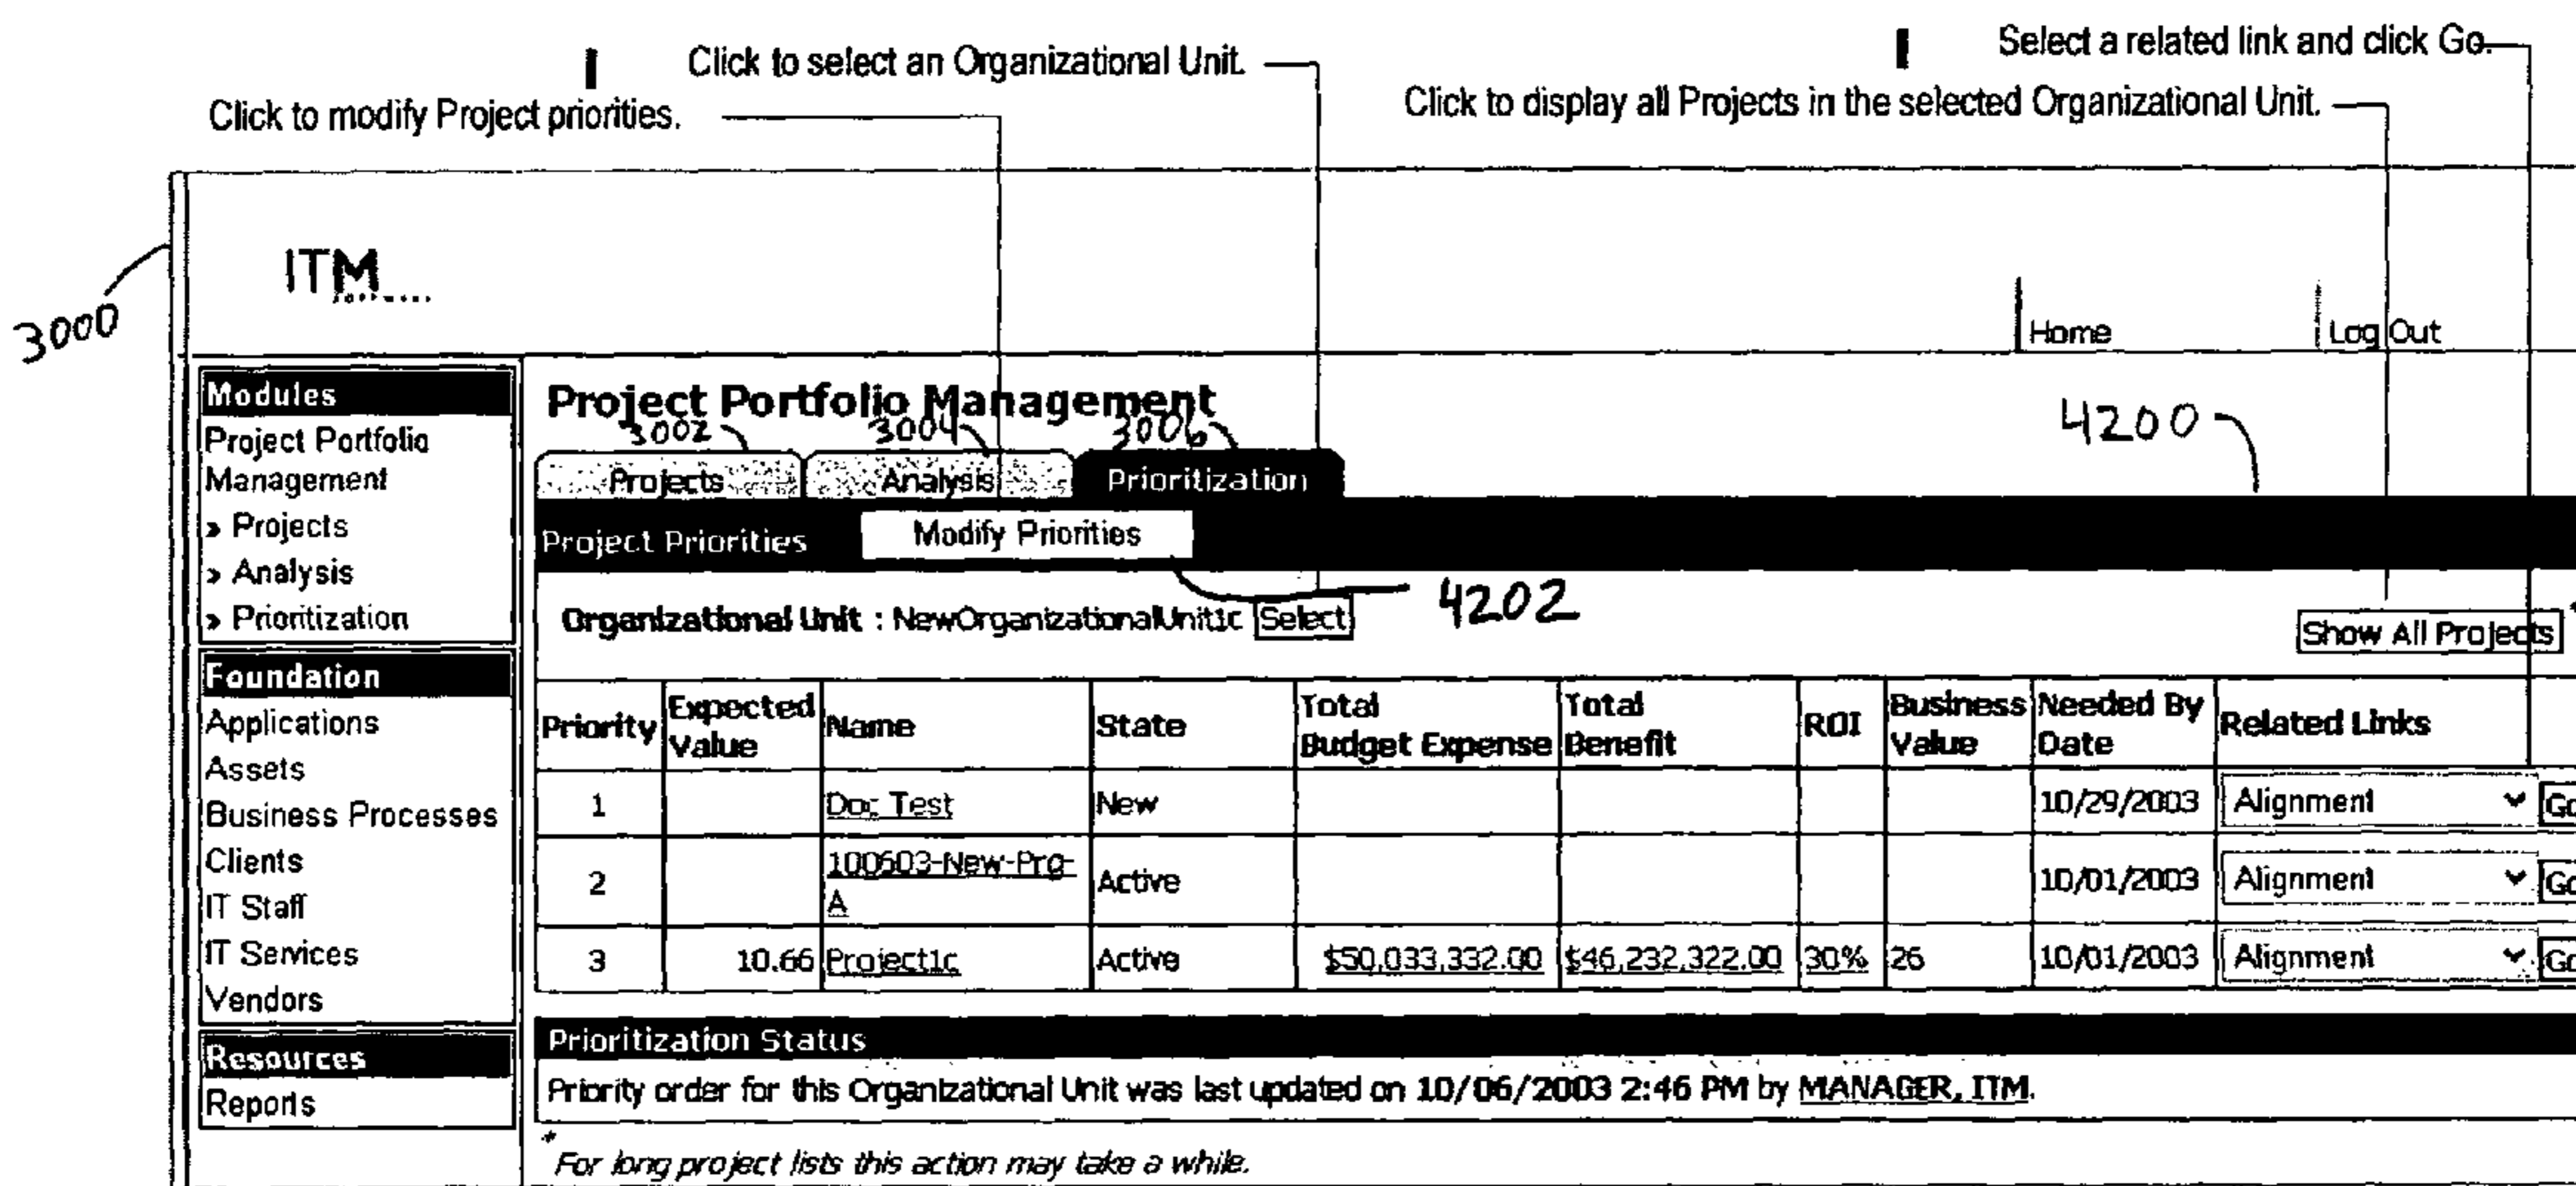 Click to select an Organizational Unit.
Select a related link and click Go.
Click to modify Project priorities.
Click to display all Projects in the selected Organizational Unit.
ITM
3000
Home
Log Out
Modules
Project Portfolio
Management
» Projects
» Analysis
» Prioritization
Foundation
Applications
Assets
Business Processes
Clients
IT Staff
IT Services
Vendors
Resources
Reports
Project Portfolio Management
3002 3004 3006
4200
Projects Analysis Prioritization
Project Priorities Modify Priorities
4202
Organizational Unit : NewOrganizationalUnit1c Select
Show All Projects *
Priority Expected Value Name State Total Budget Expense Total Benefit ROI Business Value Needed By Date Related Links
1 Doc Test New 10/29/2003 Alignment Go
2 100603-New-Prg-
A Active 10/01/2003 Alignment Go
3 10.66 Project1c Active $50,033,332.00 $46,232,322.00 30% 26 10/01/2003 Alignment Go
Prioritization Status
Priority order for this Organizational Unit was last updated on 10/06/2003 2:46 PM by MANAGER, ITM.
*
For long project lists this action may take a while.